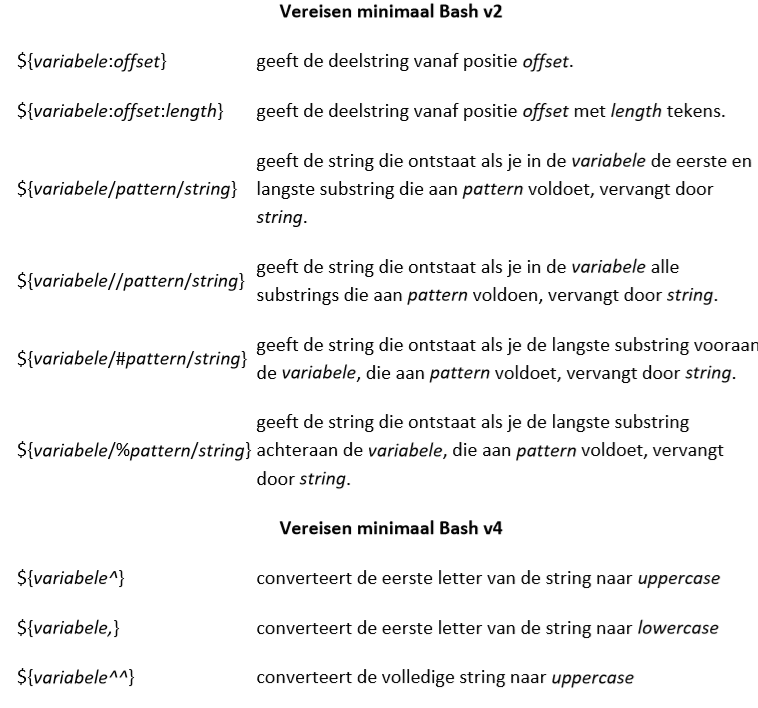 Vereisen minimaal Bash v2
${variabele:offset} geeft de deelstring vanaf positie offset.
${variabele:offset:length} geeft de deelstring vanaf positie offset met length tekens.
geeft de string die ontstaat als je in de variabele de eerste en
${variabele/pattern/string} langste substring die aan pattern voldoet, vervangt door
string.
geeft de string die ontstaat als je in de variabele alle
${variabele//pattern/string}
substrings die aan pattern voldoen, vervangt door string.
geeft de string die ontstaat als je de langste substring vooraan
${variabele/#pattern/string}
de variabele, die aan pattern voldoet, vervangt door string.
geeft de string die ontstaat als je de langste substring
${variabele/%pattern/string} achteraan de variabele, die aan pattern voldoet, vervangt
door string.
Vereisen minimaal Bash v4
${variabele^} converteert de eerste letter van de string naar uppercase
${variabele,} converteert de eerste letter van de string naar lowercase
${variabele^^} converteert de volledige string naar uppercase